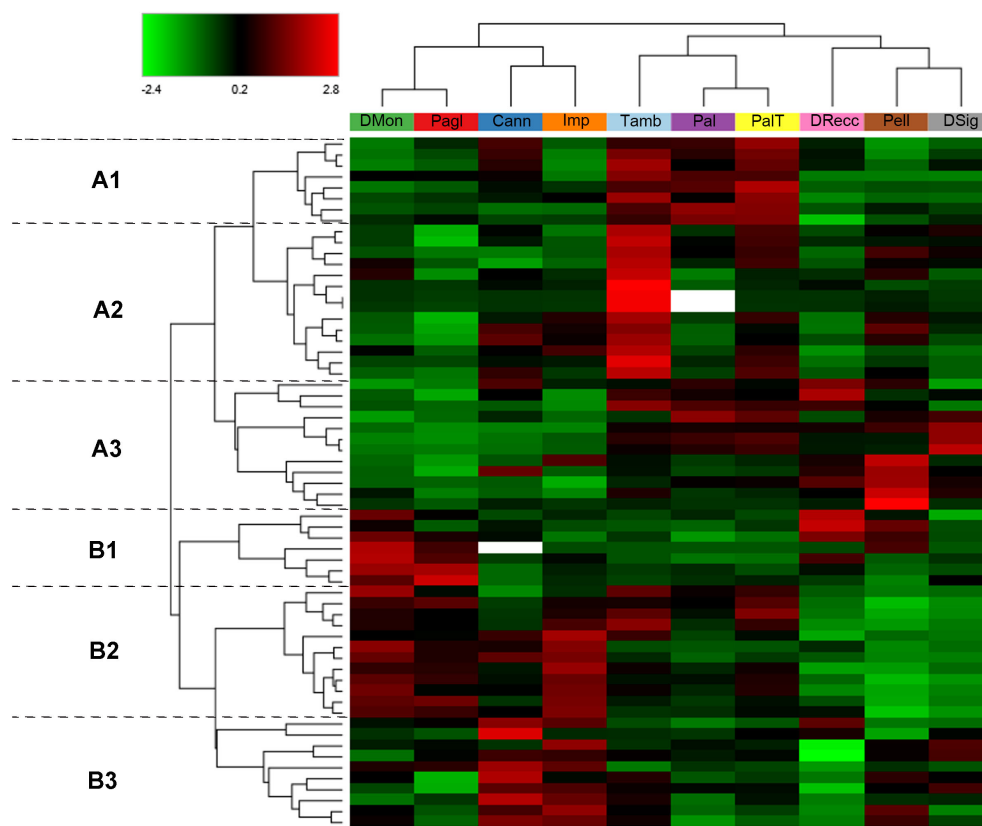 -2.4 0.2 2.8
DMon Pagl Cann Imp Tamb Pal PalT DRecc Pell DSig
A1
A2
A3
B1
B2
B3